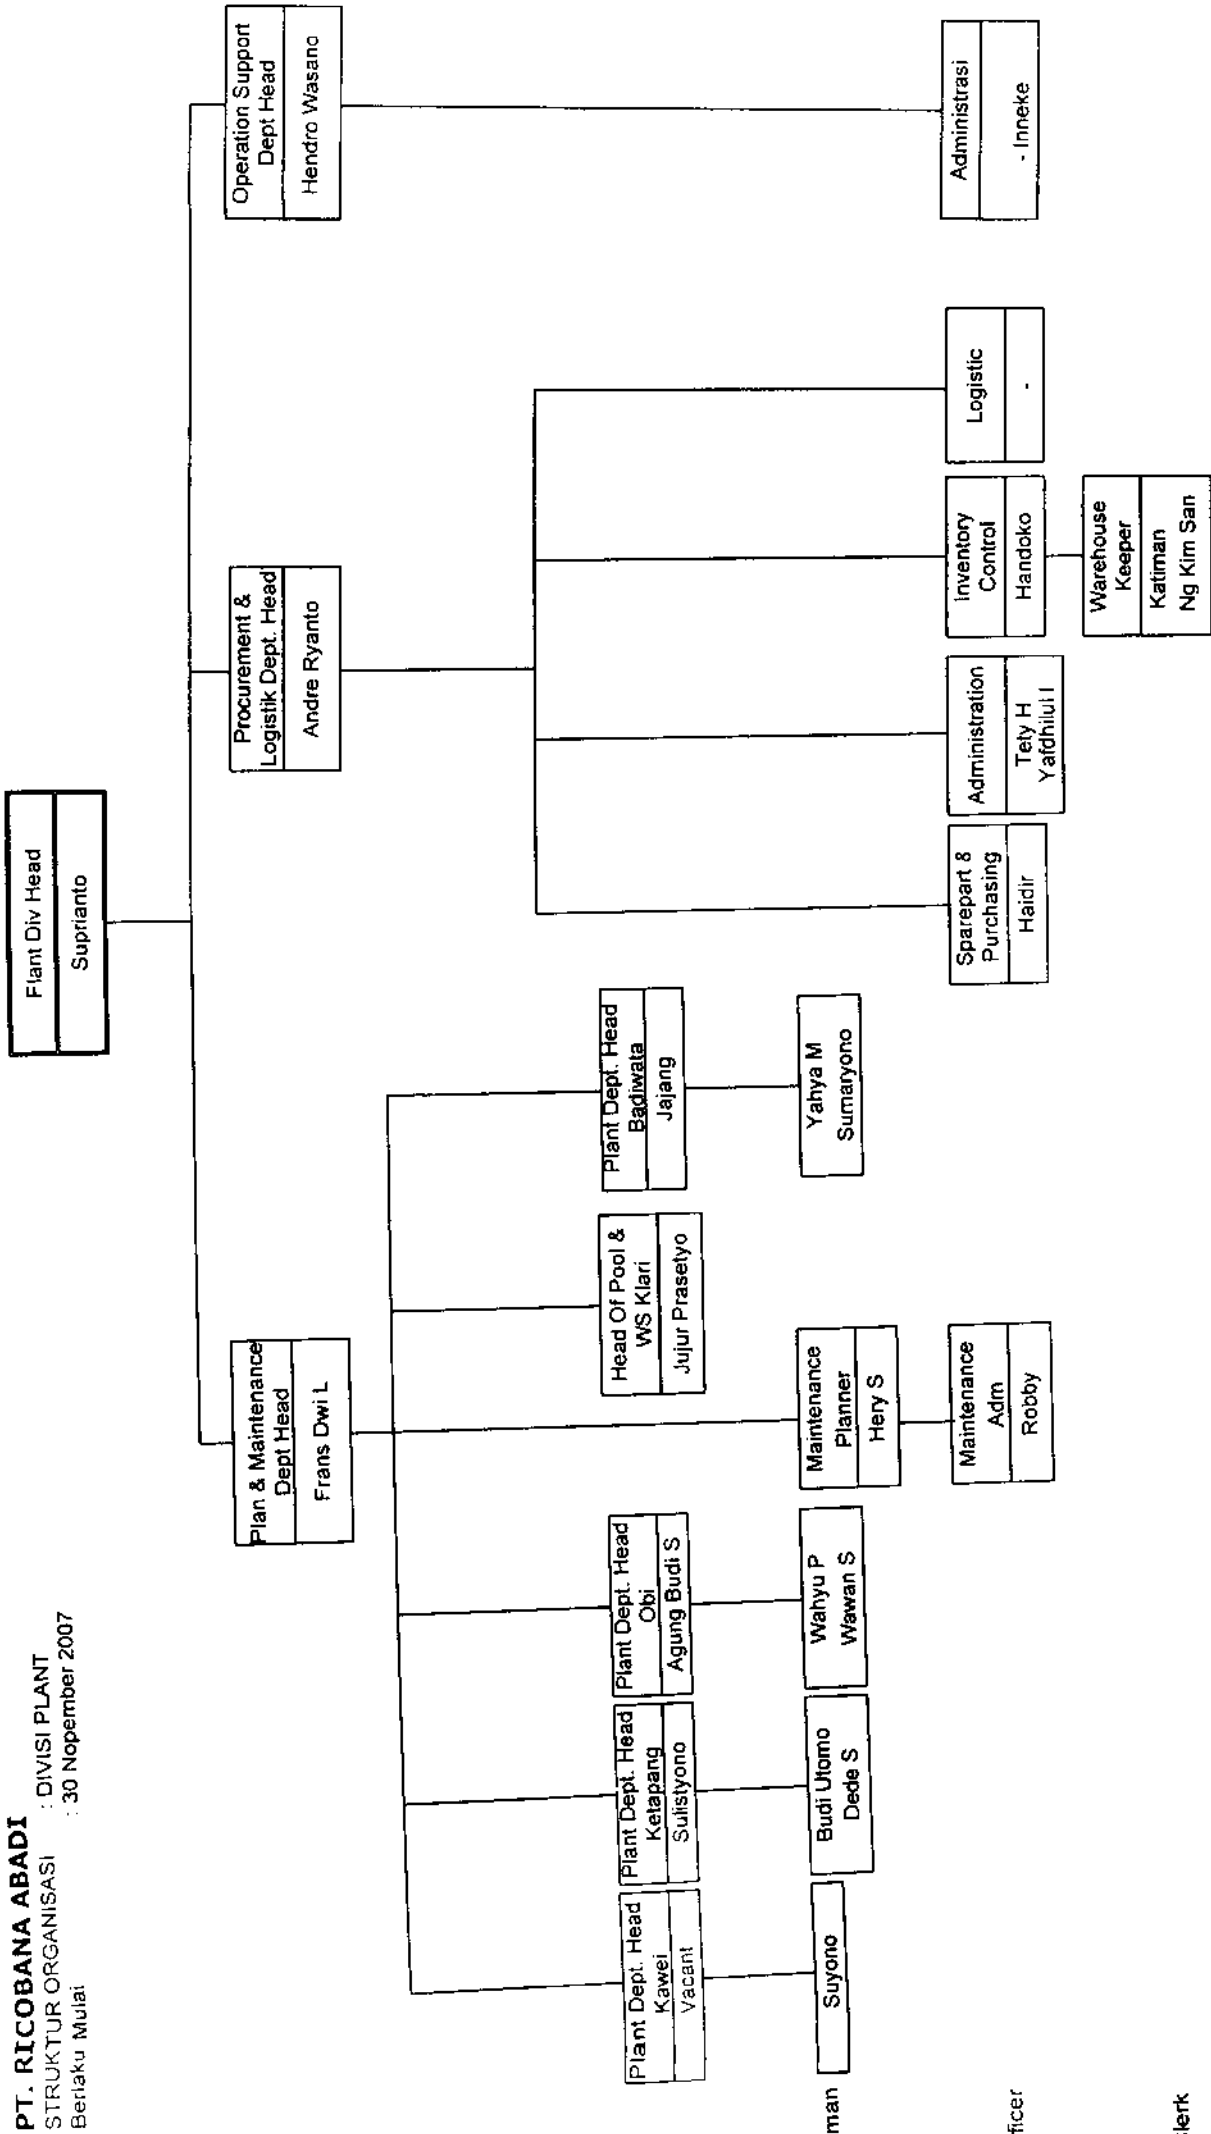 PT. RICOBANA ABADI
STRUKTUR ORGANISASI : DIVISI PLANT
Berlaku Mulai : 30 Nopember 2007
Flant Div Head
Suprianto
Plan & Maintenance
Dept Head
Frans Dwi L
Procurement &
Logistik Dept. Head
Andre Ryanto
Operation Support
Dept Head
Hendro Wasano
Plant Dept. Head
Kawei
Vacant
Plant Dept. Head
Ketapang
Sulistyono
Plant Dept. Head
Obi
Agung Budi S
Head Of Pool &
WS Klari
Jujur Prasetyo
Plant Dept. Head
Badiwata
Jajang
man
Suyono
Budi Utomo
Dede S
Wahyu P
Wawan S
Maintenance
Planner
Hery S
Yahya M
Sumaryono
ficer
Maintenance
Adm
Robby
Sparepart &
Purchasing
Haidir
Administration
Tety H
Yafdhilul I
Inventory
Control
Handoko
Logistic
-
Administrasi
- Inneke
Warehouse
Keeper
Katiman
Ng Kim San
lerk